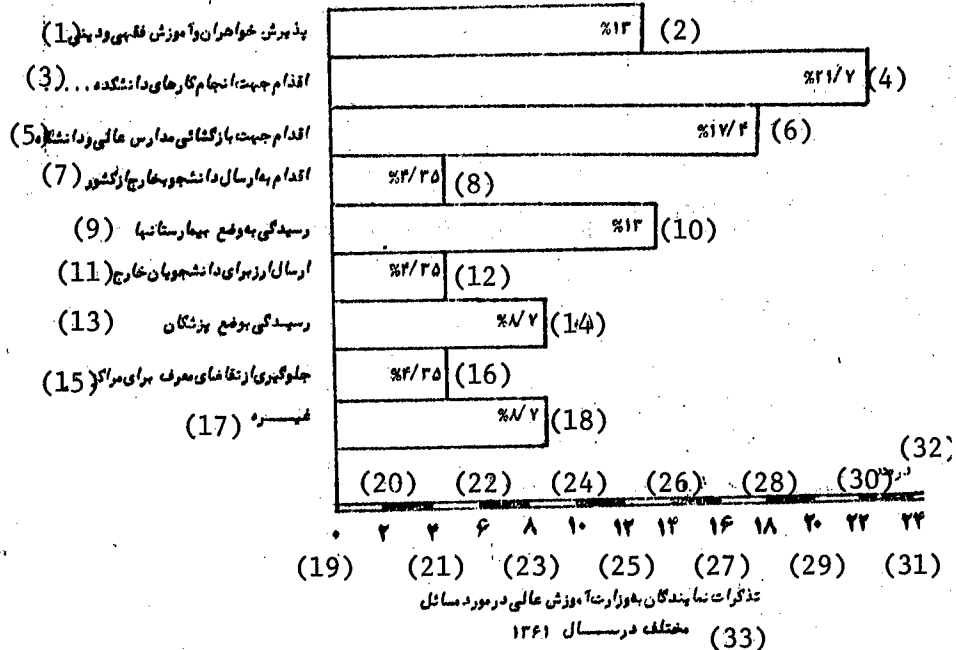 پذیرش خواهران و آموزش فقهی و دینی (1) %۱۳ (2)
اقدام جهت انجام کارهای دانشکده ... (3) %۲۱/۷ (4)
اقدام جهت بازگشائی مدارس عالی و دانشکده (5) %۱۷/۴ (6)
اقدام به ارسال دانشجو بخارج از کشور (7) %۴/۳۵ (8)
رسیدگی به وضع بیمارستانها (9) %۱۳ (10)
ارسال ارز برای دانشجویان خارج (11) %۴/۳۵ (12)
رسیدگی بوضع پزشکان (13) %۸/۷ (14)
جلوگیری از تقاضای معرف برای مراکز (15) %۴/۳۵ (16)
غیره (17) %۸/۷ (18)
(32)
(20) (22) (24) (26) (28) (30) درصد
۰ ۲ ۴ ۶ ۸ ۱۰ ۱۲ ۱۴ ۱۶ ۱۸ ۲۰ ۲۲ ۲۴
(19) (21) (23) (25) (27) (29) (31)
تذکرات نمایندگان به وزارت آموزش عالی در مورد مسائل
مختلف در سال ۱۳۶۱ (33)